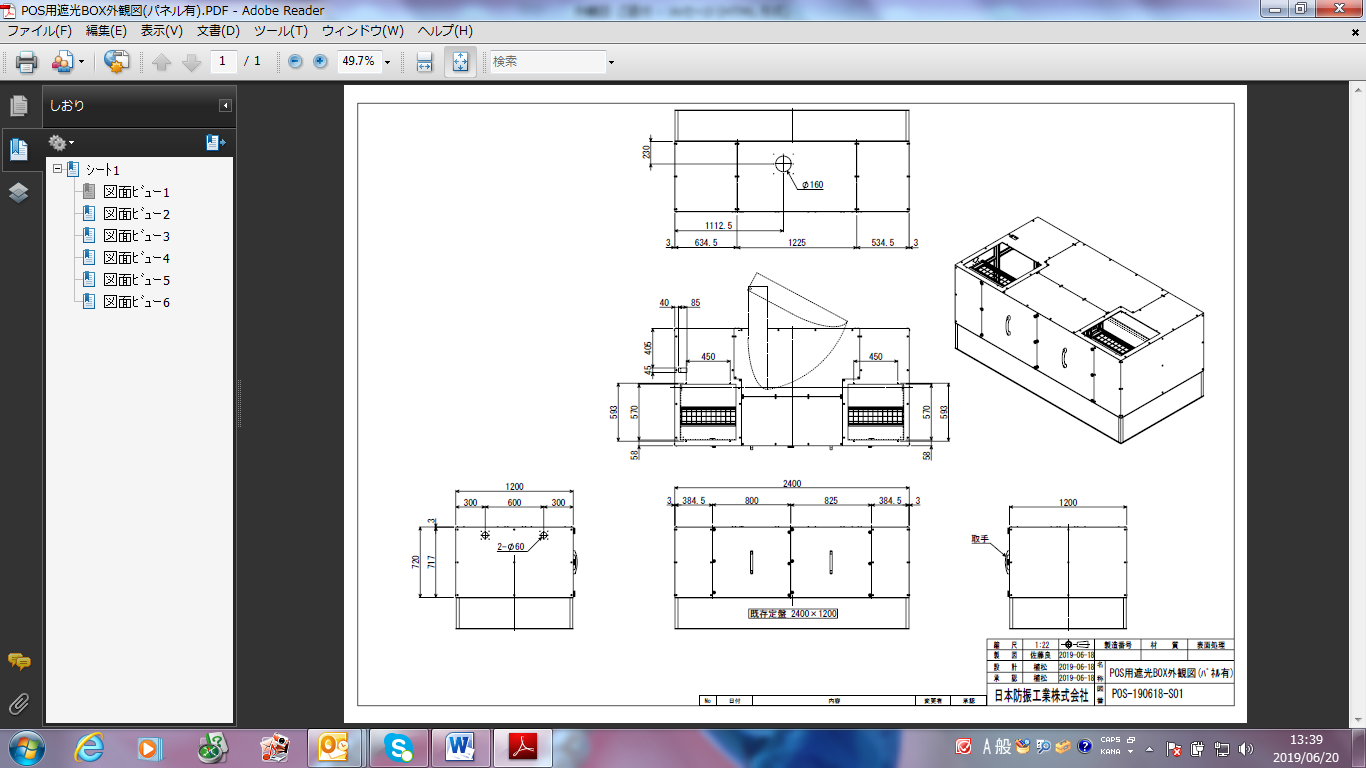 POS用遮光BOX外観図(パネル有).PDF - Adobe Reader
ファイル(F) 編集(E) 表示(V) 文書(D) ツール(T) ウィンドウ(W) ヘルプ(H)
1 / 1 49.7% 検索
しおり
シート1
図面ビュー1
図面ビュー2
図面ビュー3
図面ビュー4
図面ビュー5
図面ビュー6
230
Φ160
1112.5
3 634.5 1225 534.5 3
40 85
405
45
450 450
593 570 570 593
58 58
1200
300 600 300
3
2-Φ60
720 717
2400
3 384.5 800 825 384.5 3
既存定盤 2400×1200
1200
取手
縮 尺 1:22 製造番号 材 質 表面処理
製 図 佐藤良 2019-06-18
設 計 植松 2019-06-18
承 認 植松 2019-06-18
名称 POS用遮光BOX外観図(パネル有)
日本防振工業株式会社 図番 POS-190618-S01
No 日付 内容 変更者 承認
A 般 CAPS KANA
13:39
2019/06/20